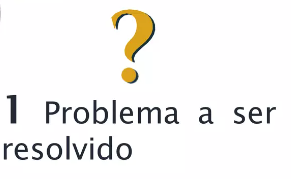 ?
1 Problema a ser
resolvido